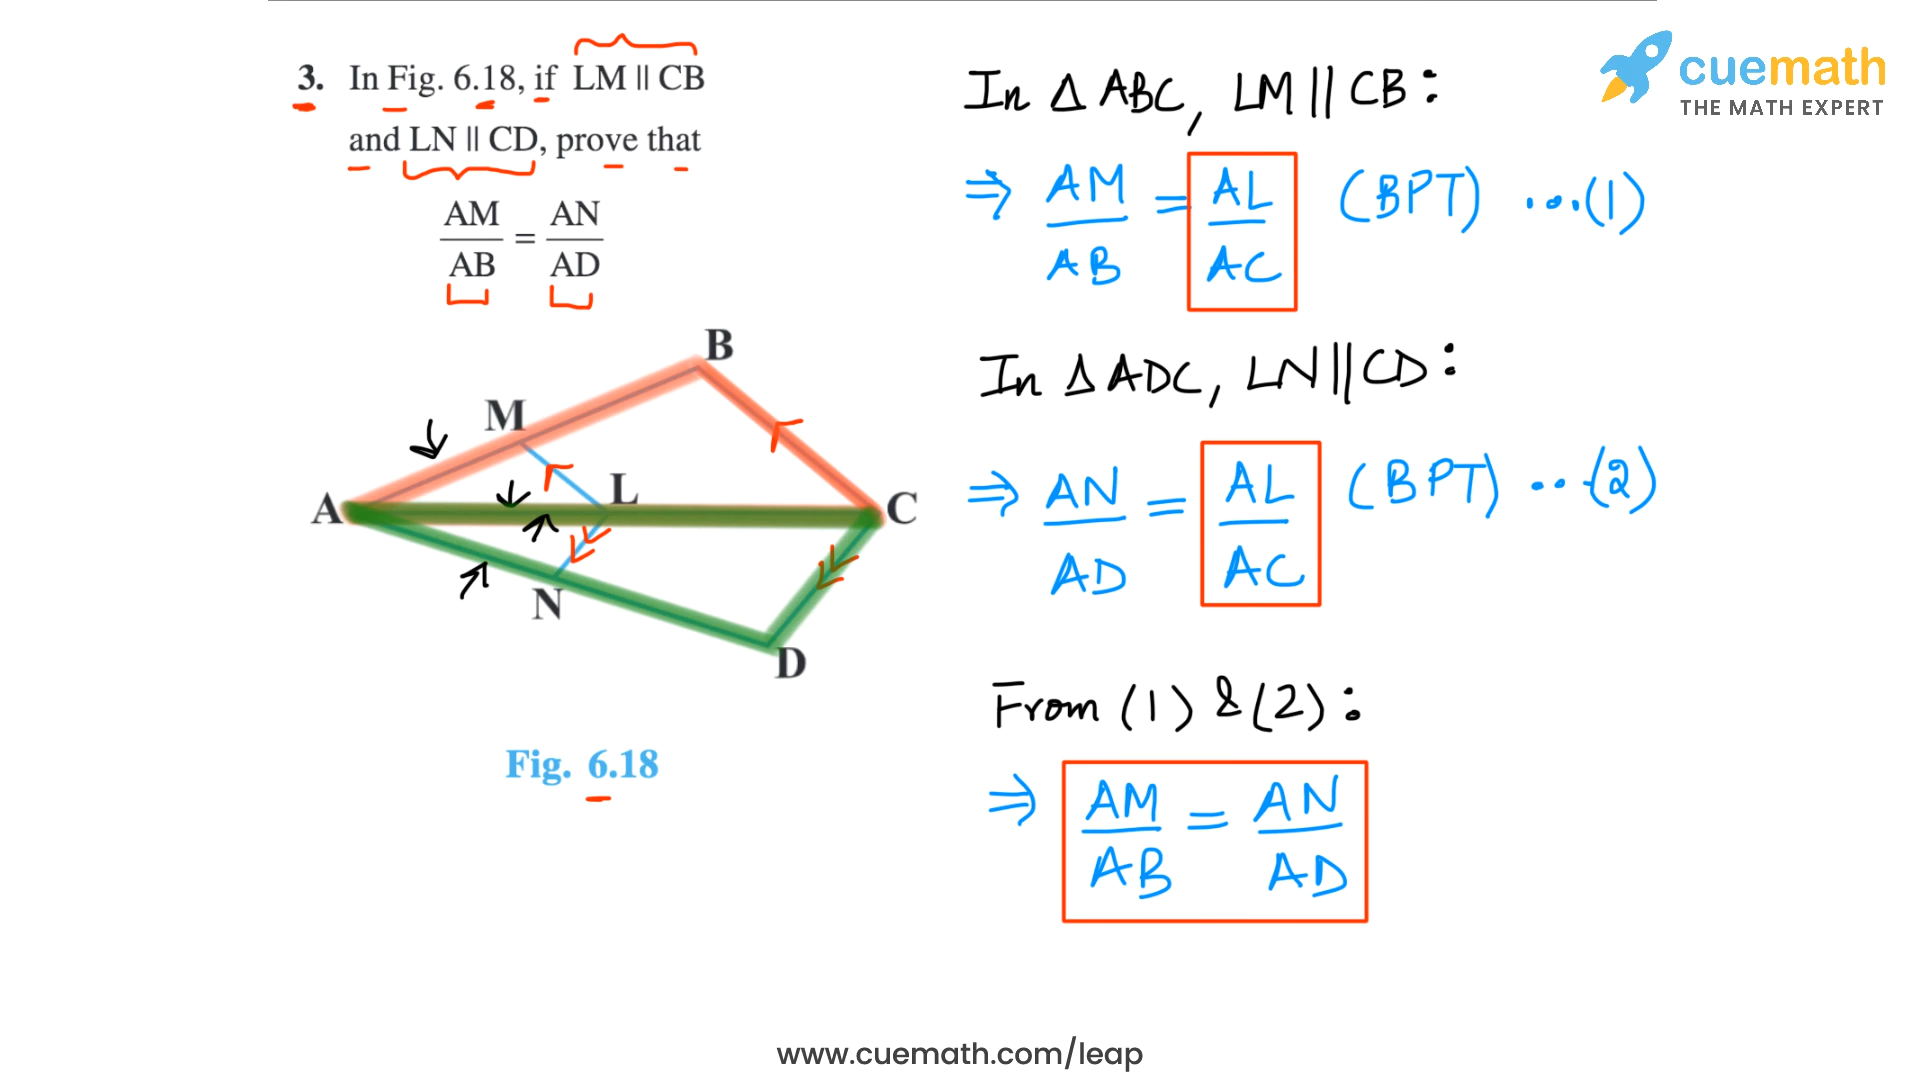 3. In Fig. 6.18, if LM || CB
and LN || CD, prove that
AM/AB = AN/AD
B
M
A
L
C
N
D
Fig. 6.18
In Δ ABC, LM || CB :
⇒ AM/AB = AL/AC (BPT) ...(1)
In Δ ADC, LN || CD :
⇒ AN/AD = AL/AC (BPT) ...(2)
From (1) & (2) :
⇒ AM/AB = AN/AD
cuemath
THE MATH EXPERT
www.cuemath.com/leap